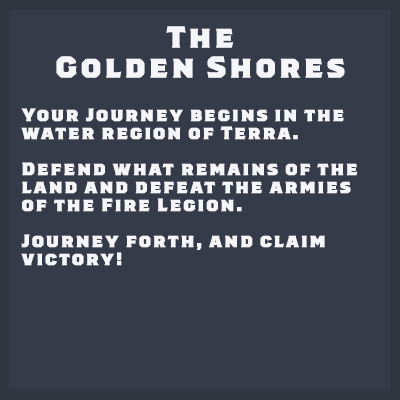 The
Golden Shores
Your Journey begins in the
water region of Terra.
Defend what remains of the
land and defeat the armies
of the Fire Legion.
Journey forth, and claim
victory!